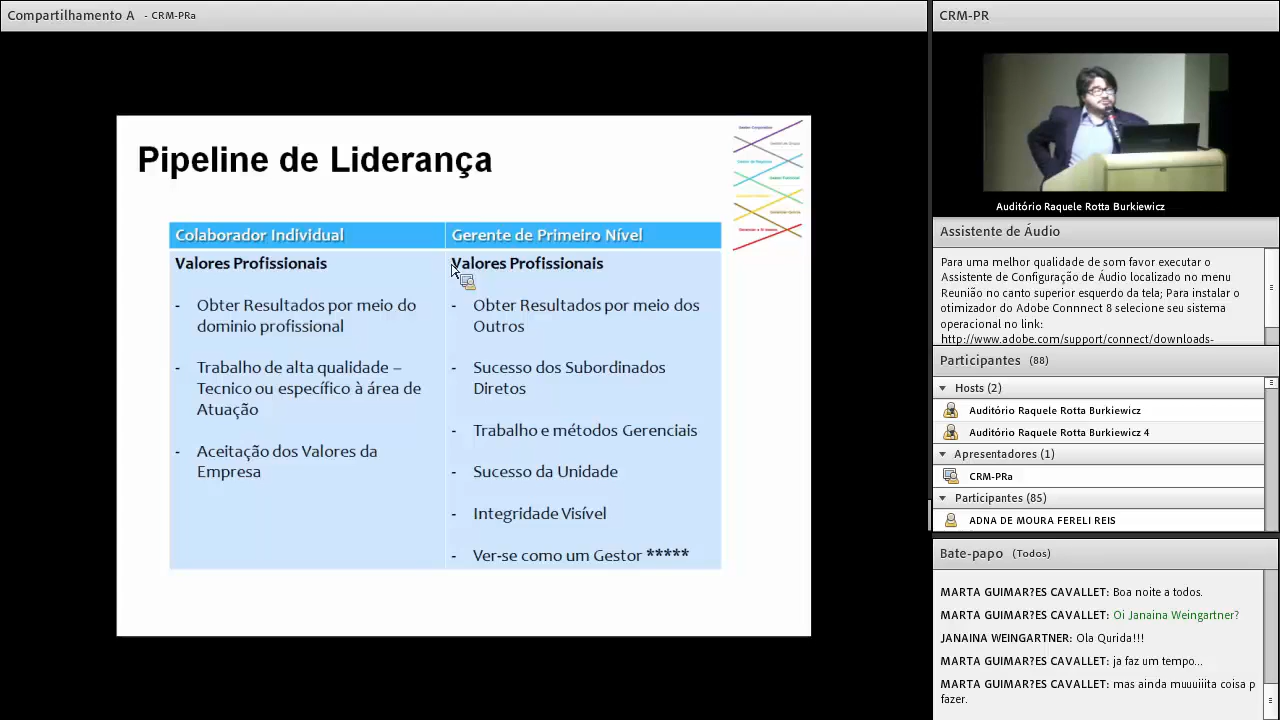 Compartilhamento A - CRM-PRa
Pipeline de Liderança
Colaborador Individual
Valores Profissionais
- Obter Resultados por meio do
dominio profissional
- Trabalho de alta qualidade –
Tecnico ou específico à área de
Atuação
- Aceitação dos Valores da
Empresa
Gerente de Primeiro Nível
Valores Profissionais
- Obter Resultados por meio dos
Outros
- Sucesso dos Subordinados
Diretos
- Trabalho e métodos Gerenciais
- Sucesso da Unidade
- Integridade Visível
- Ver-se como um Gestor *****
CRM-PR
Auditório Raquele Rotta Burkiewicz
Assistente de Áudio
Para uma melhor qualidade de som favor executar o
Assistente de Configuração de Áudio localizado no menu
Reunião no canto superior esquerdo da tela; Para instalar o
otimizador do Adobe Connnect 8 selecione seu sistema
operacional no link:
http://www.adobe.com/support/connect/downloads-
Participantes (88)
Hosts (2)
Auditório Raquele Rotta Burkiewicz
Auditório Raquele Rotta Burkiewicz 4
Apresentadores (1)
CRM-PRa
Participantes (85)
ADNA DE MOURA FERELI REIS
Bate-papo (Todos)
MARTA GUIMAR?ES CAVALLET: Boa noite a todos.
MARTA GUIMAR?ES CAVALLET: Oi Janaina Weingartner?
JANAINA WEINGARTNER: Ola Qurida!!!
MARTA GUIMAR?ES CAVALLET: ja faz um tempo...
MARTA GUIMAR?ES CAVALLET: mas ainda muuuiiita coisa p
fazer.